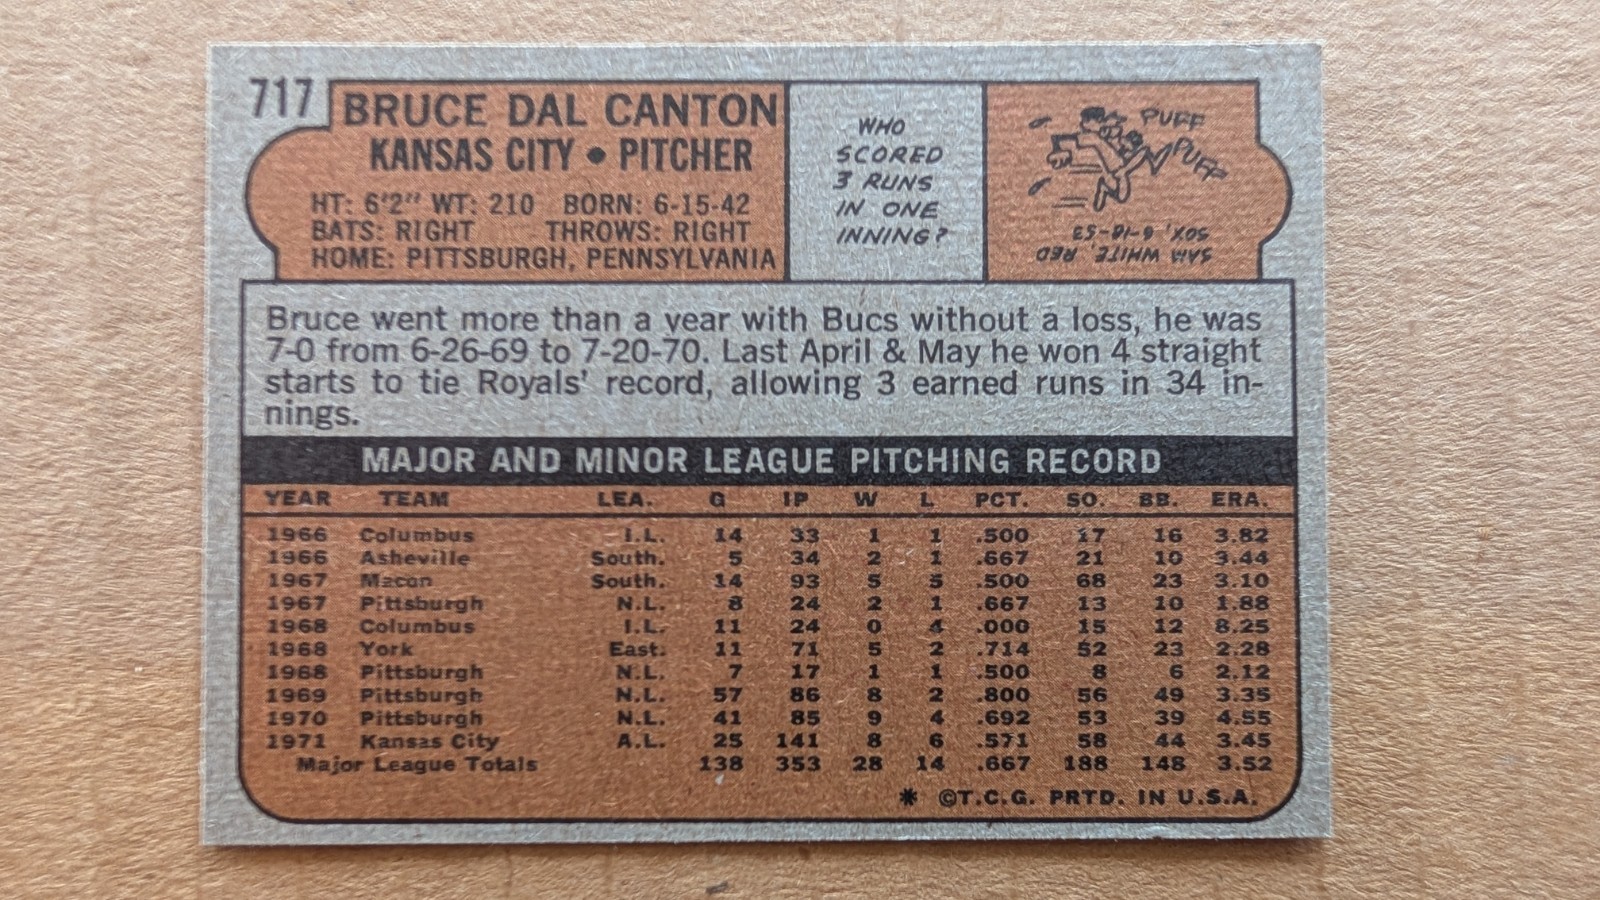 717
BRUCE DAL CANTON
KANSAS CITY • PITCHER
HT: 6'2" WT: 210 BORN: 6-15-42
BATS: RIGHT THROWS: RIGHT
HOME: PITTSBURGH, PENNSYLVANIA
WHO
SCORED
3 RUNS
IN ONE
INNING?
PUFF
PUFF
SAM WHITE, RED
SOX, 6-18-53
Bruce went more than a year with Bucs without a loss, he was
7-0 from 6-26-69 to 7-20-70. Last April & May he won 4 straight
starts to tie Royals' record, allowing 3 earned runs in 34 in-
nings.
MAJOR AND MINOR LEAGUE PITCHING RECORD
YEAR TEAM LEA. G IP W L PCT. SO. BB. ERA.
1966 Columbus I.L. 14 33 1 1 .500 17 16 3.82
1966 Asheville South. 5 34 2 1 .667 21 10 3.44
1967 Macon South. 14 93 5 5 .500 68 23 3.10
1967 Pittsburgh N.L. 8 24 2 1 .667 13 10 1.88
1968 Columbus I.L. 11 24 0 4 .000 15 12 8.25
1968 York East. 11 71 5 2 .714 52 23 2.28
1968 Pittsburgh N.L. 7 17 1 1 .500 8 6 2.12
1969 Pittsburgh N.L. 57 86 8 2 .800 56 49 3.35
1970 Pittsburgh N.L. 41 85 9 4 .692 53 39 4.55
1971 Kansas City A.L. 25 141 8 6 .571 58 44 3.45
Major League Totals 138 353 28 14 .667 188 148 3.52
* ©T.C.G. PRTD. IN U.S.A.